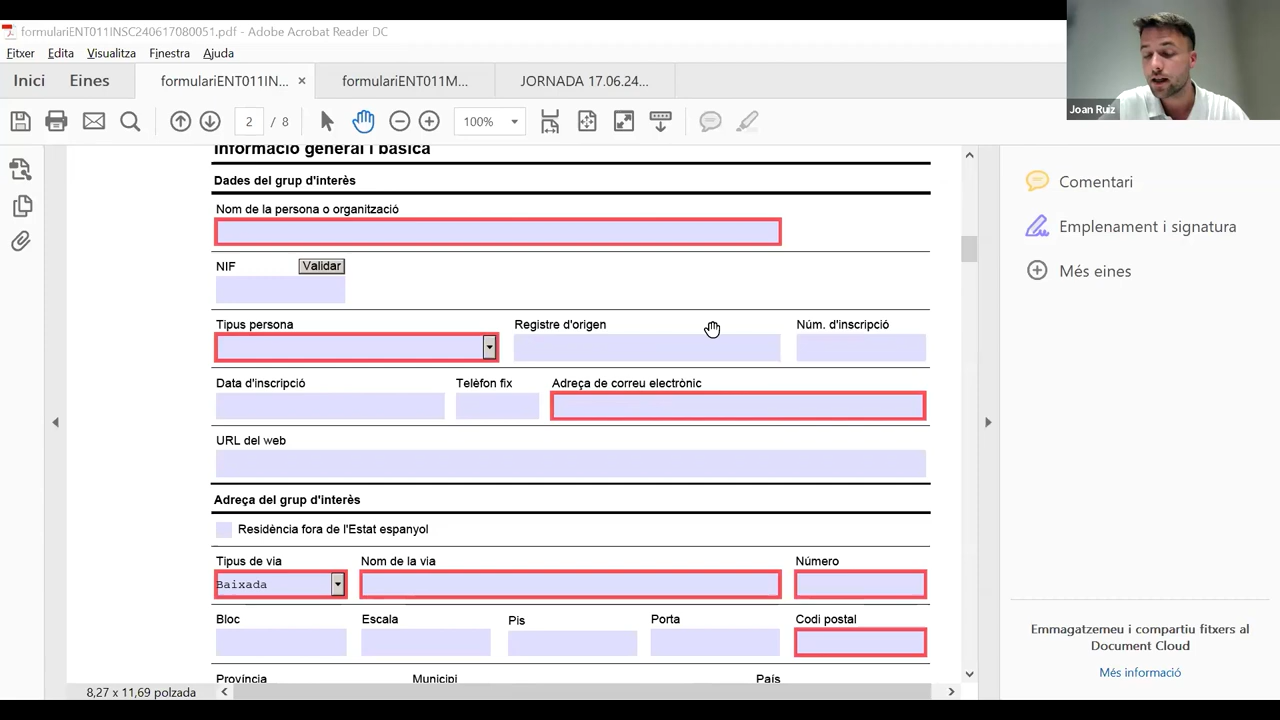 formulariENT011INSC240617080051.pdf - Adobe Acrobat Reader DC
Fitxer Edita Visualitza Finestra Ajuda
Inici Eines formulariENT011IN... × formulariENT011M... JORNADA 17.06.24...
2 / 8 100%
Joan Ruiz
Informació general i bàsica
Dades del grup d'interès
Nom de la persona o organització
NIF Validar
Tipus persona Registre d'origen Núm. d'inscripció
Data d'inscripció Telèfon fix Adreça de correu electrònic
URL del web
Adreça del grup d'interès
Residència fora de l'Estat espanyol
Tipus de via Nom de la via Número
Baixada
Bloc Escala Pis Porta Codi postal
Província Municipi País
8,27 x 11,69 polzada
Comentari
Emplenament i signatura
Més eines
Emmagatzemeu i compartiu fitxers al
Document Cloud
Més informació